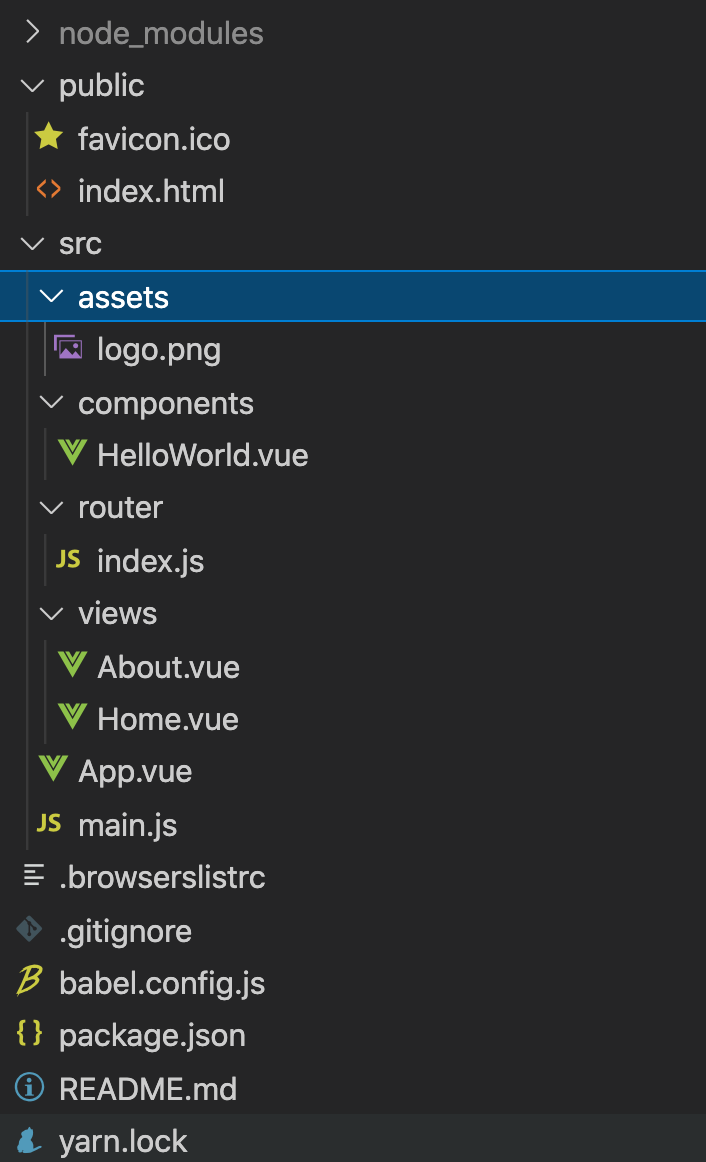 node_modules
public
favicon.ico
index.html
src
assets
logo.png
components
HelloWorld.vue
router
JS index.js
views
About.vue
Home.vue
App.vue
JS main.js
.browserslistrc
.gitignore
babel.config.js
package.json
README.md
yarn.lock